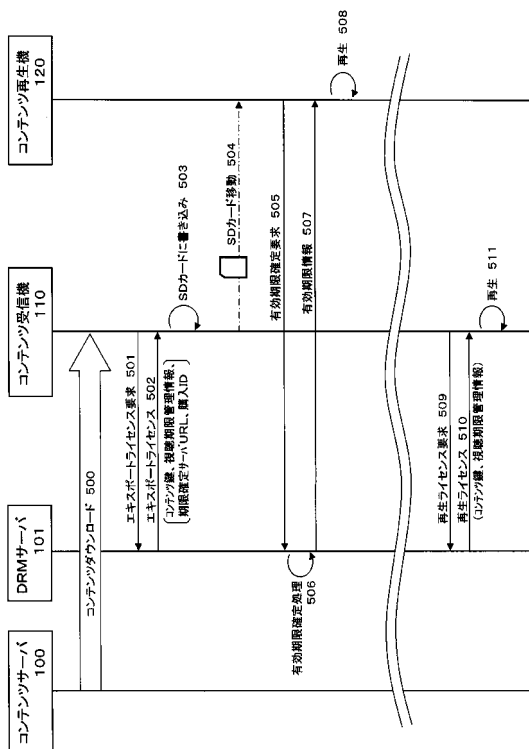 コンテンツサーバ
100
DRMサーバ
101
コンテンツ受信機
110
コンテンツ再生機
120
コンテンツダウンロード 500
エキスポートライセンス要求 501
エキスポートライセンス 502
コンテンツ鍵、視聴期限管理情報、
期限確定サーバURL、購入ID
SDカードに書き込み 503
SDカード移動 504
有効期限確定要求 505
有効期限確定処理
506
有効期限情報 507
再生 508
再生ライセンス要求 509
再生ライセンス 510
(コンテンツ鍵、視聴期限管理情報)
再生 511